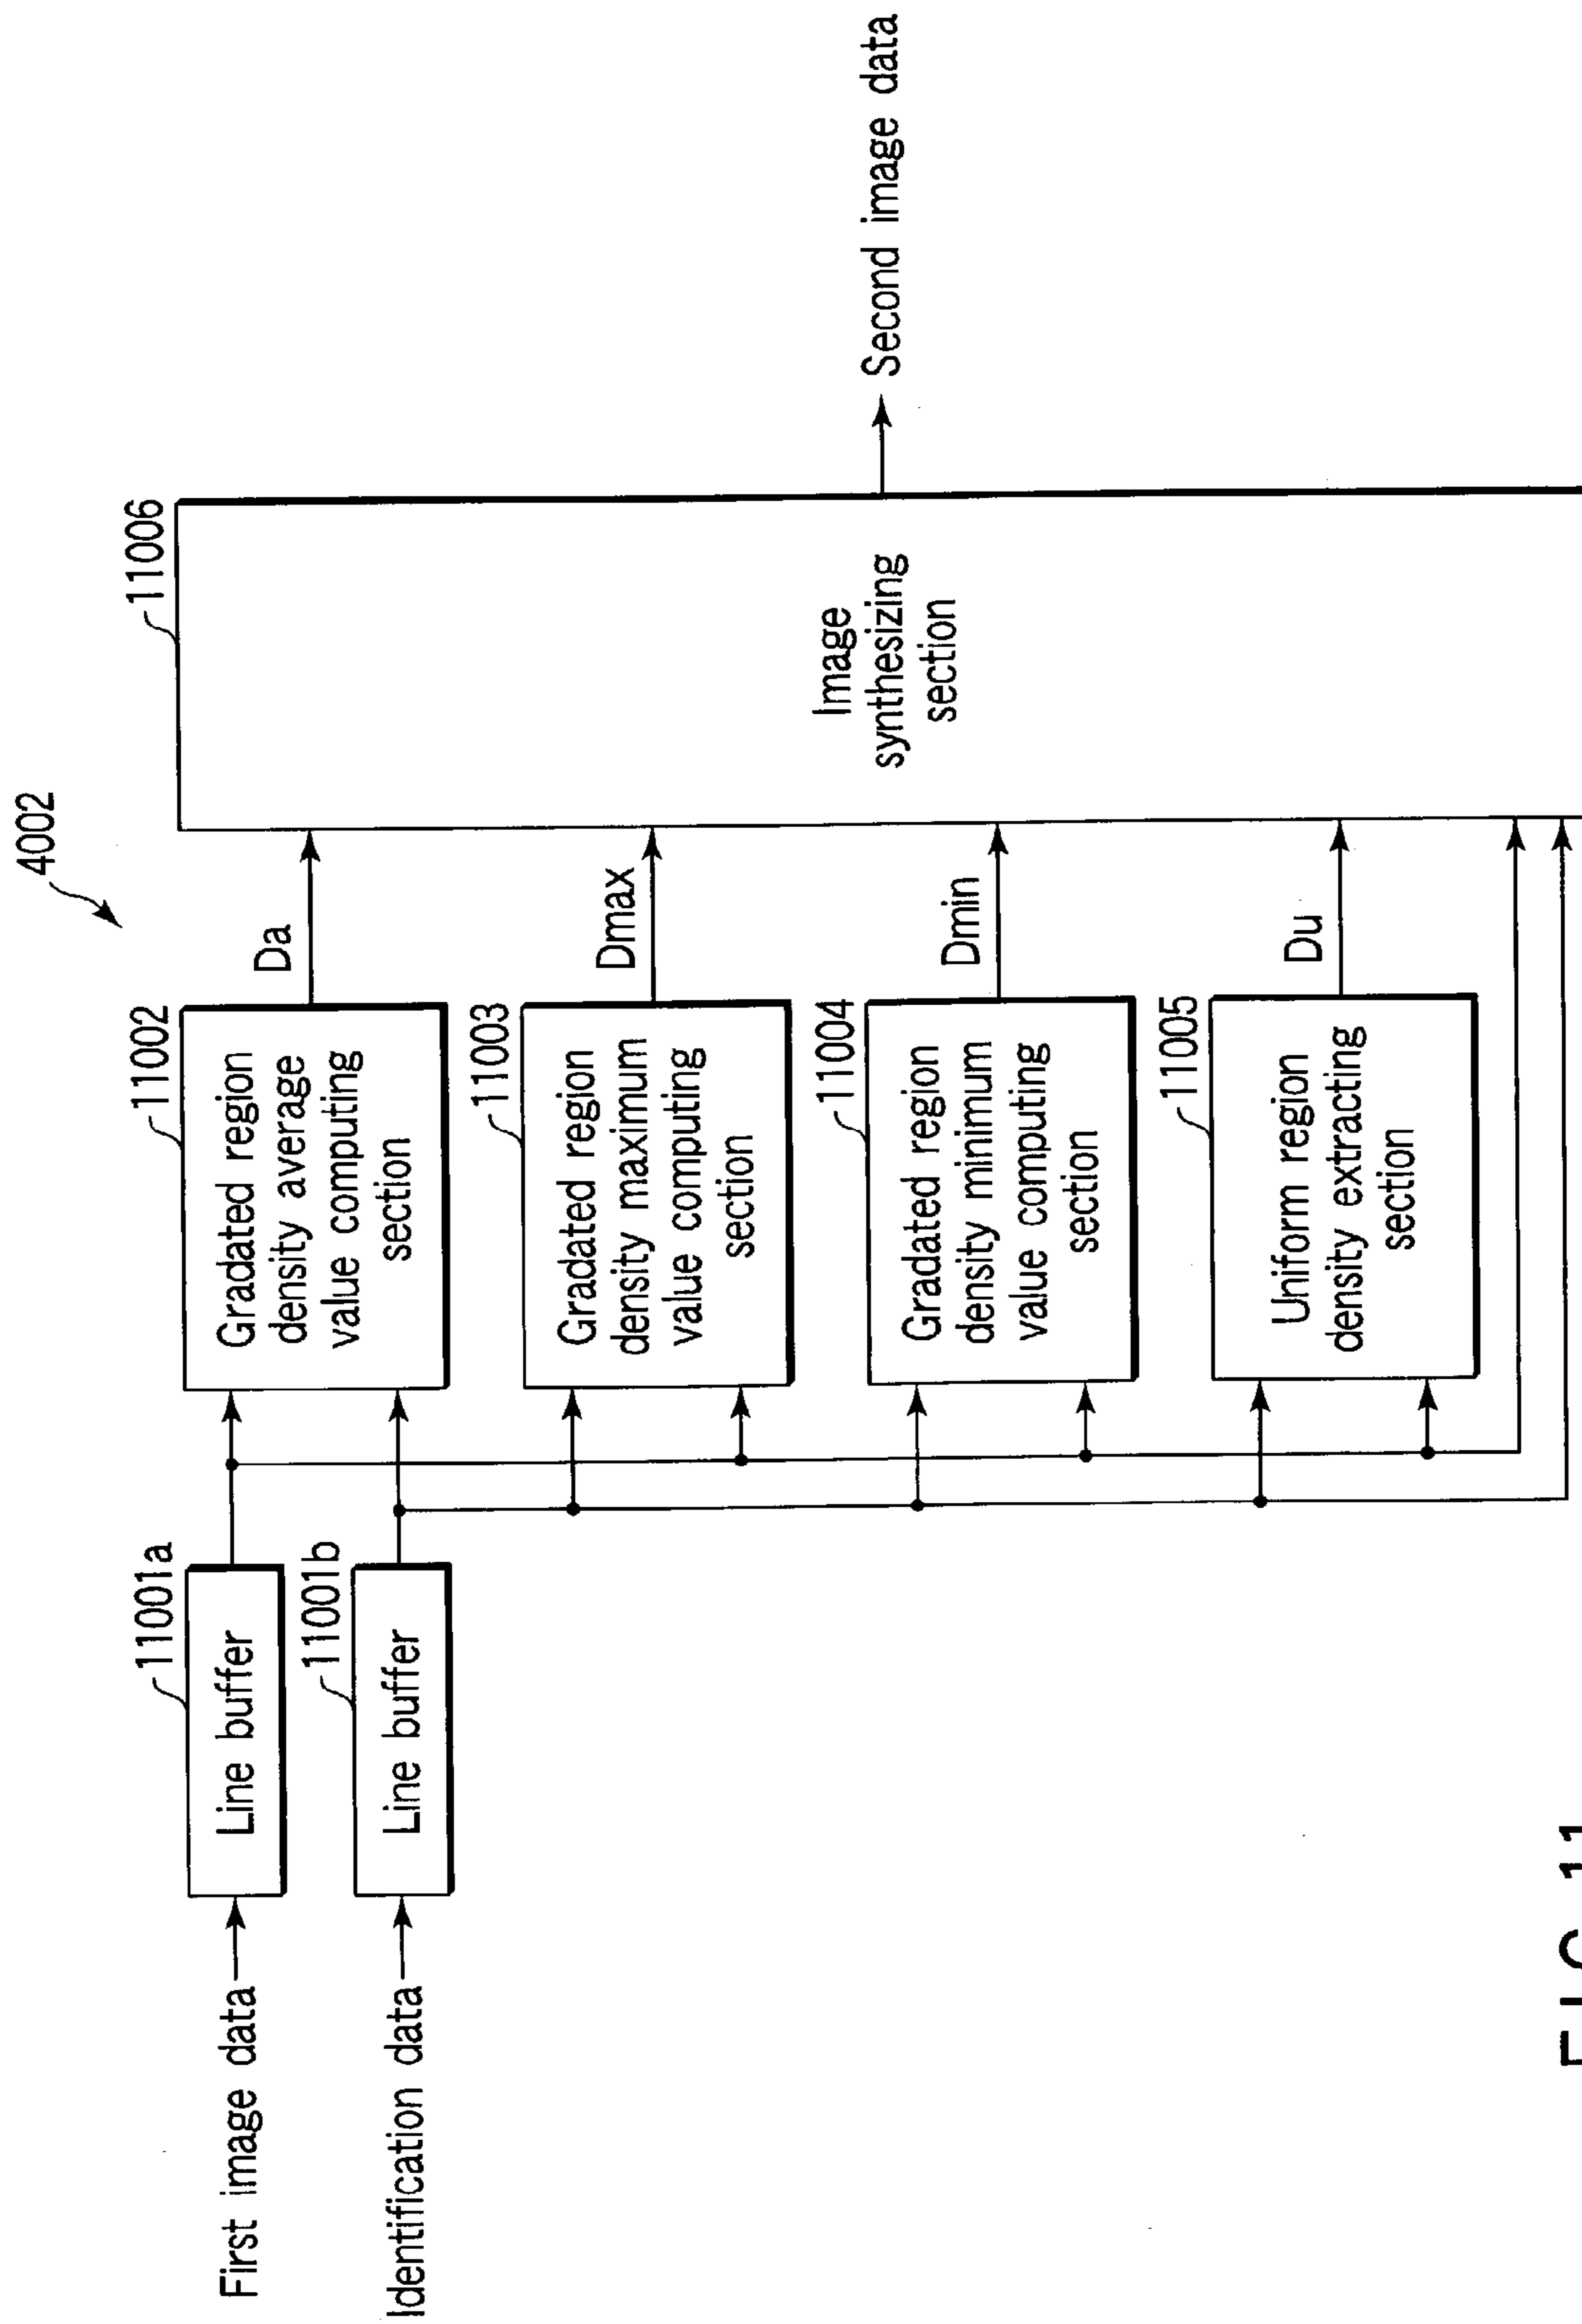 4002
First image data
Line buffer
11001a
Identification data
Line buffer
11001b
Gradated region
density average
value computing
section
11002
Da
Gradated region
density maximum
value computing
section
11003
Dmax
Gradated region
density minimum
value computing
section
11004
Dmin
Uniform region
density extracting
section
11005
Du
Image
synthesizing
section
11006
Second image data
FIG. 11